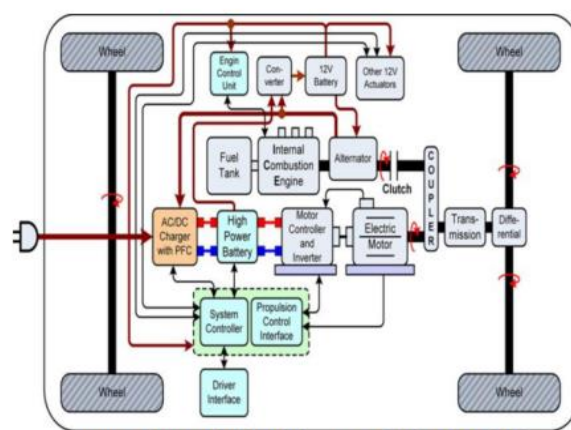 Wheel
Wheel
Engin Control
Unit
Con-
verter
12V
Battery
Other 12V
Actuators
Fuel
Tank
Internal
Combustion
Engine
Alternator
Clutch
COUPLER
AC/DC
Charger
with PFC
High
Power
Battery
Motor
Controller
and
Inverter
Electric
Motor
Trans-
mission
Diffe-
rential
System
Controller
Propulsion
Control
Interface
Driver
Interface
Wheel
Wheel